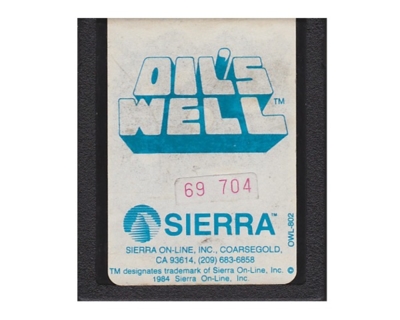 OIL'S
WELL™
69 704
SIERRA™
OWL-802
SIERRA ON-LINE, INC., COARSEGOLD,
CA 93614, (209) 683-6858
TM designates trademark of Sierra On-Line, Inc. ©
1984 Sierra On-Line, Inc.